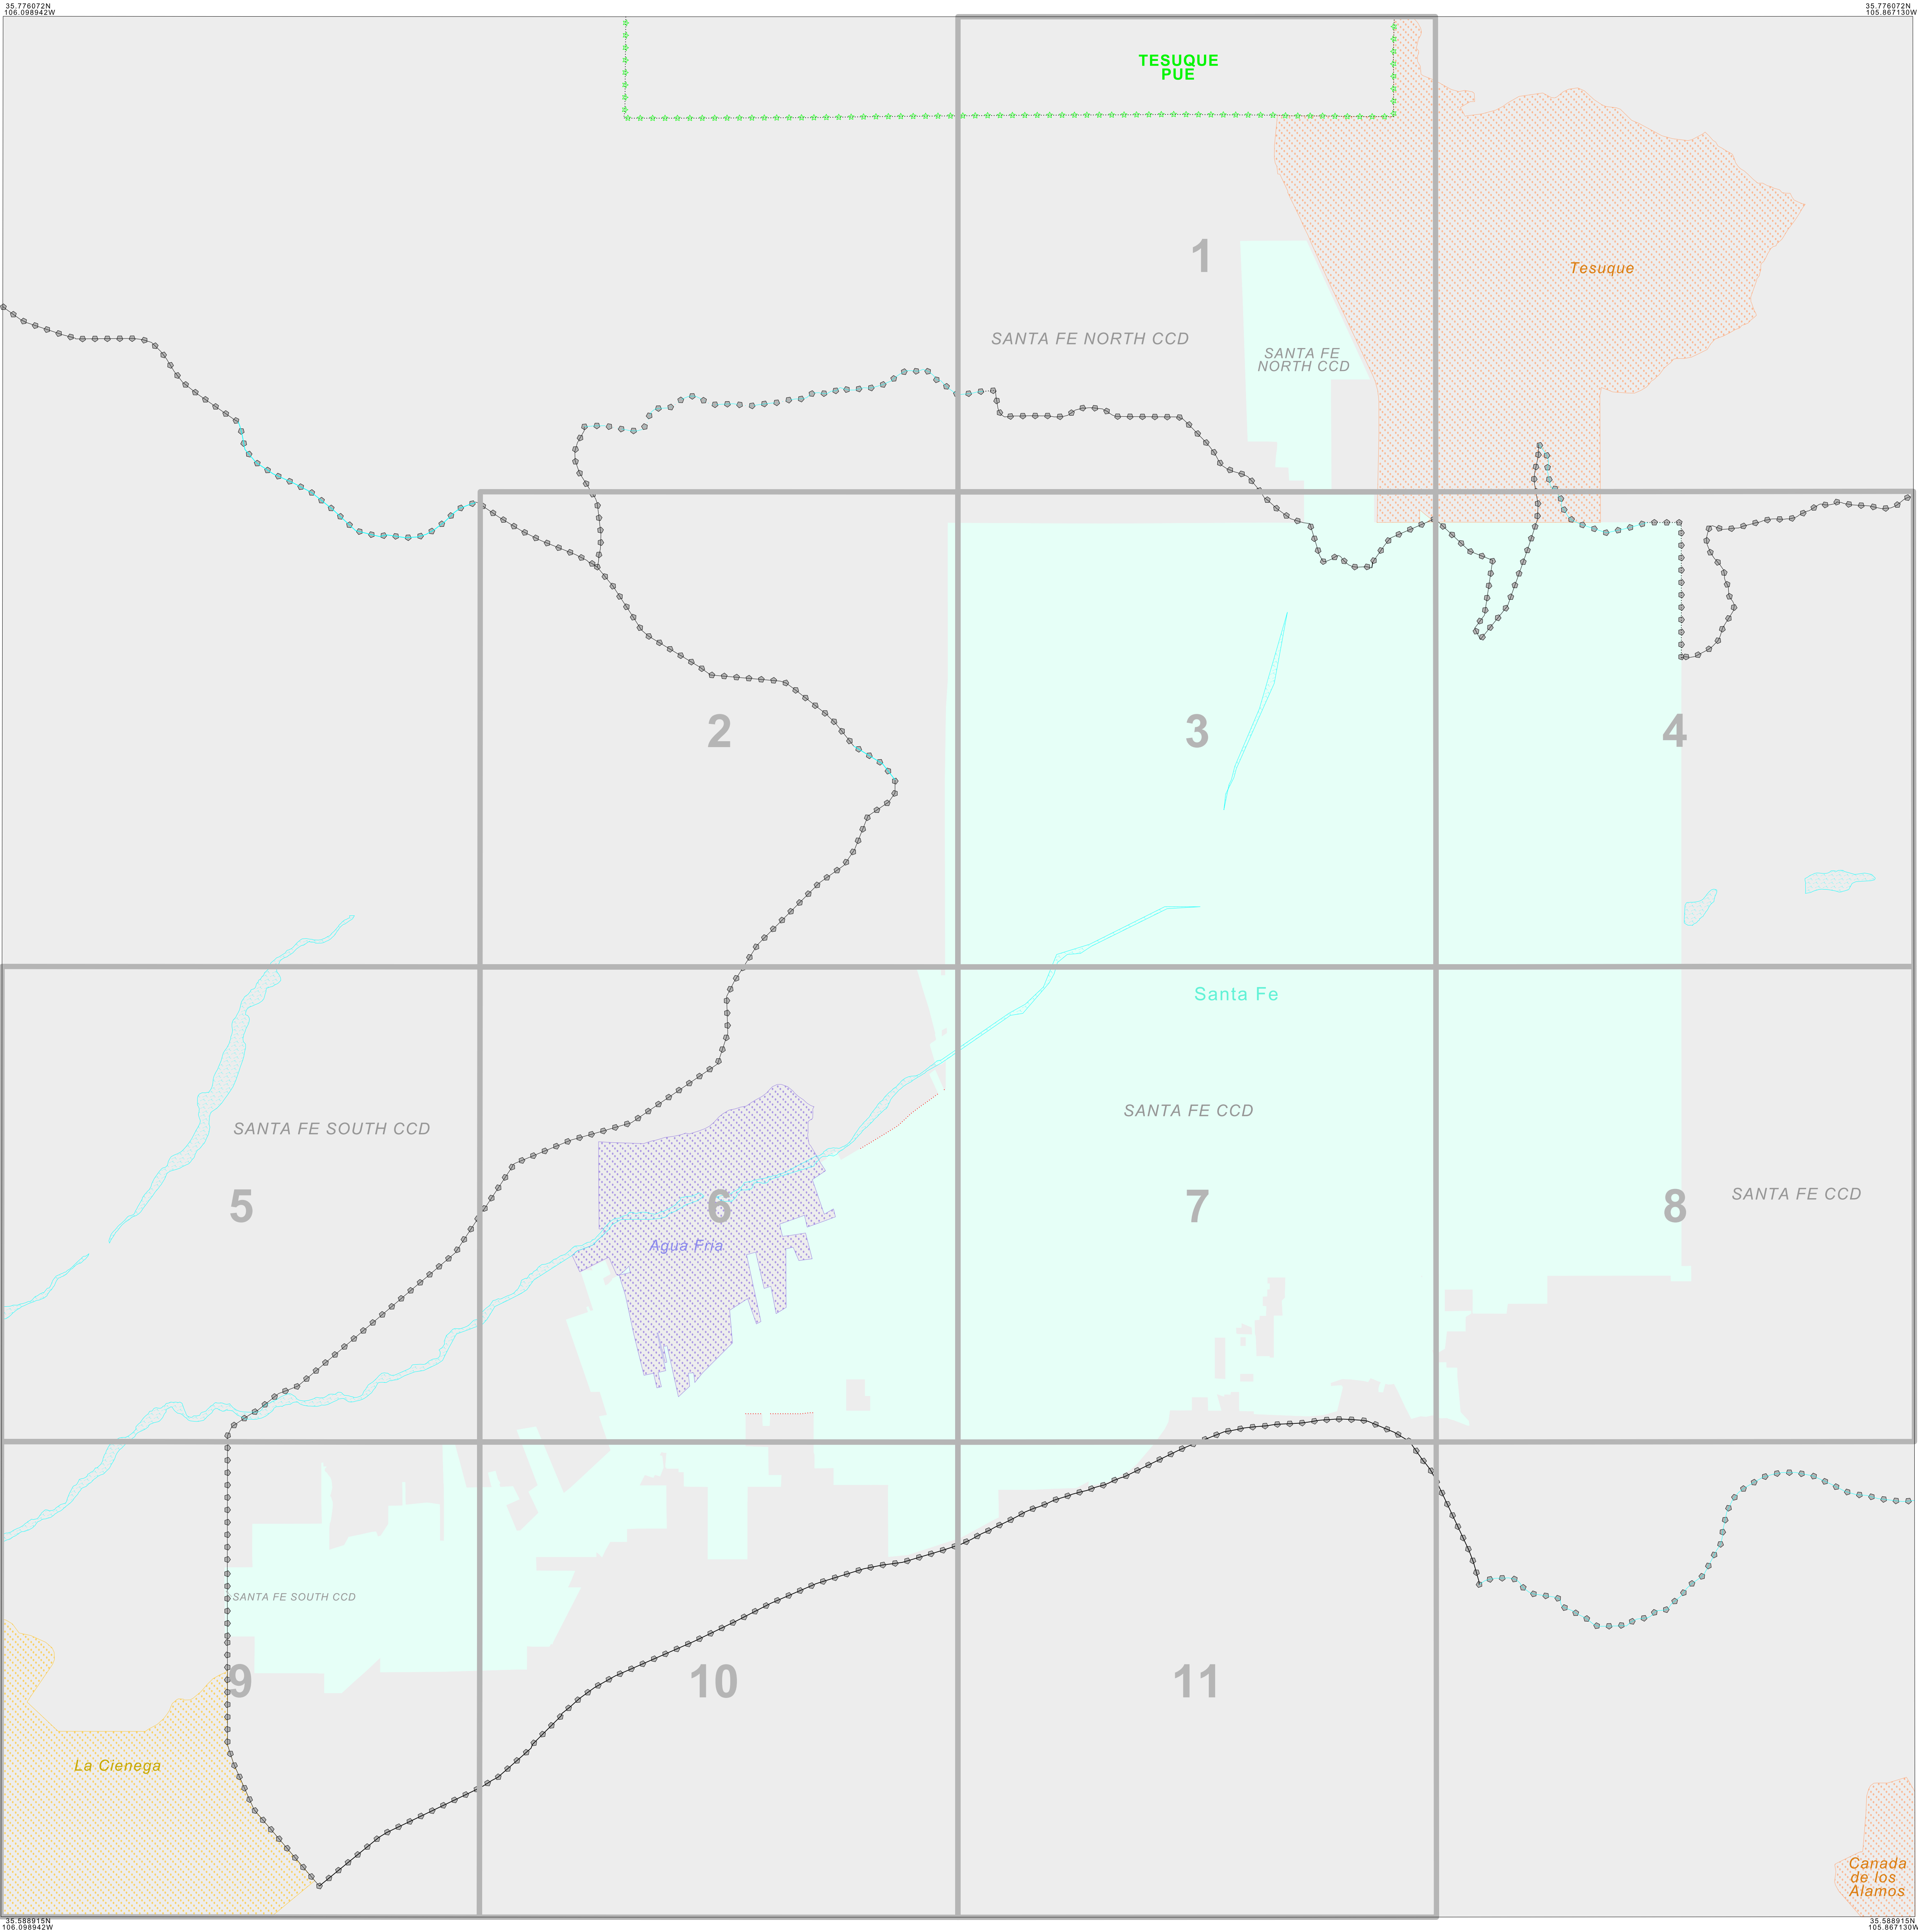 35.776072N
106.098942W
35.776072N
105.867130W
TESUQUE
PUE
1
Tesuque
SANTA FE NORTH CCD
SANTA FE
NORTH CCD
2
3
4
Santa Fe
SANTA FE CCD
SANTA FE SOUTH CCD
5
6
7
8
SANTA FE CCD
Agua Fria
SANTA FE SOUTH CCD
9
10
11
La Cienega
Canada
de los
Alamos
35.588915N
106.098942W
35.588915N
105.867130W